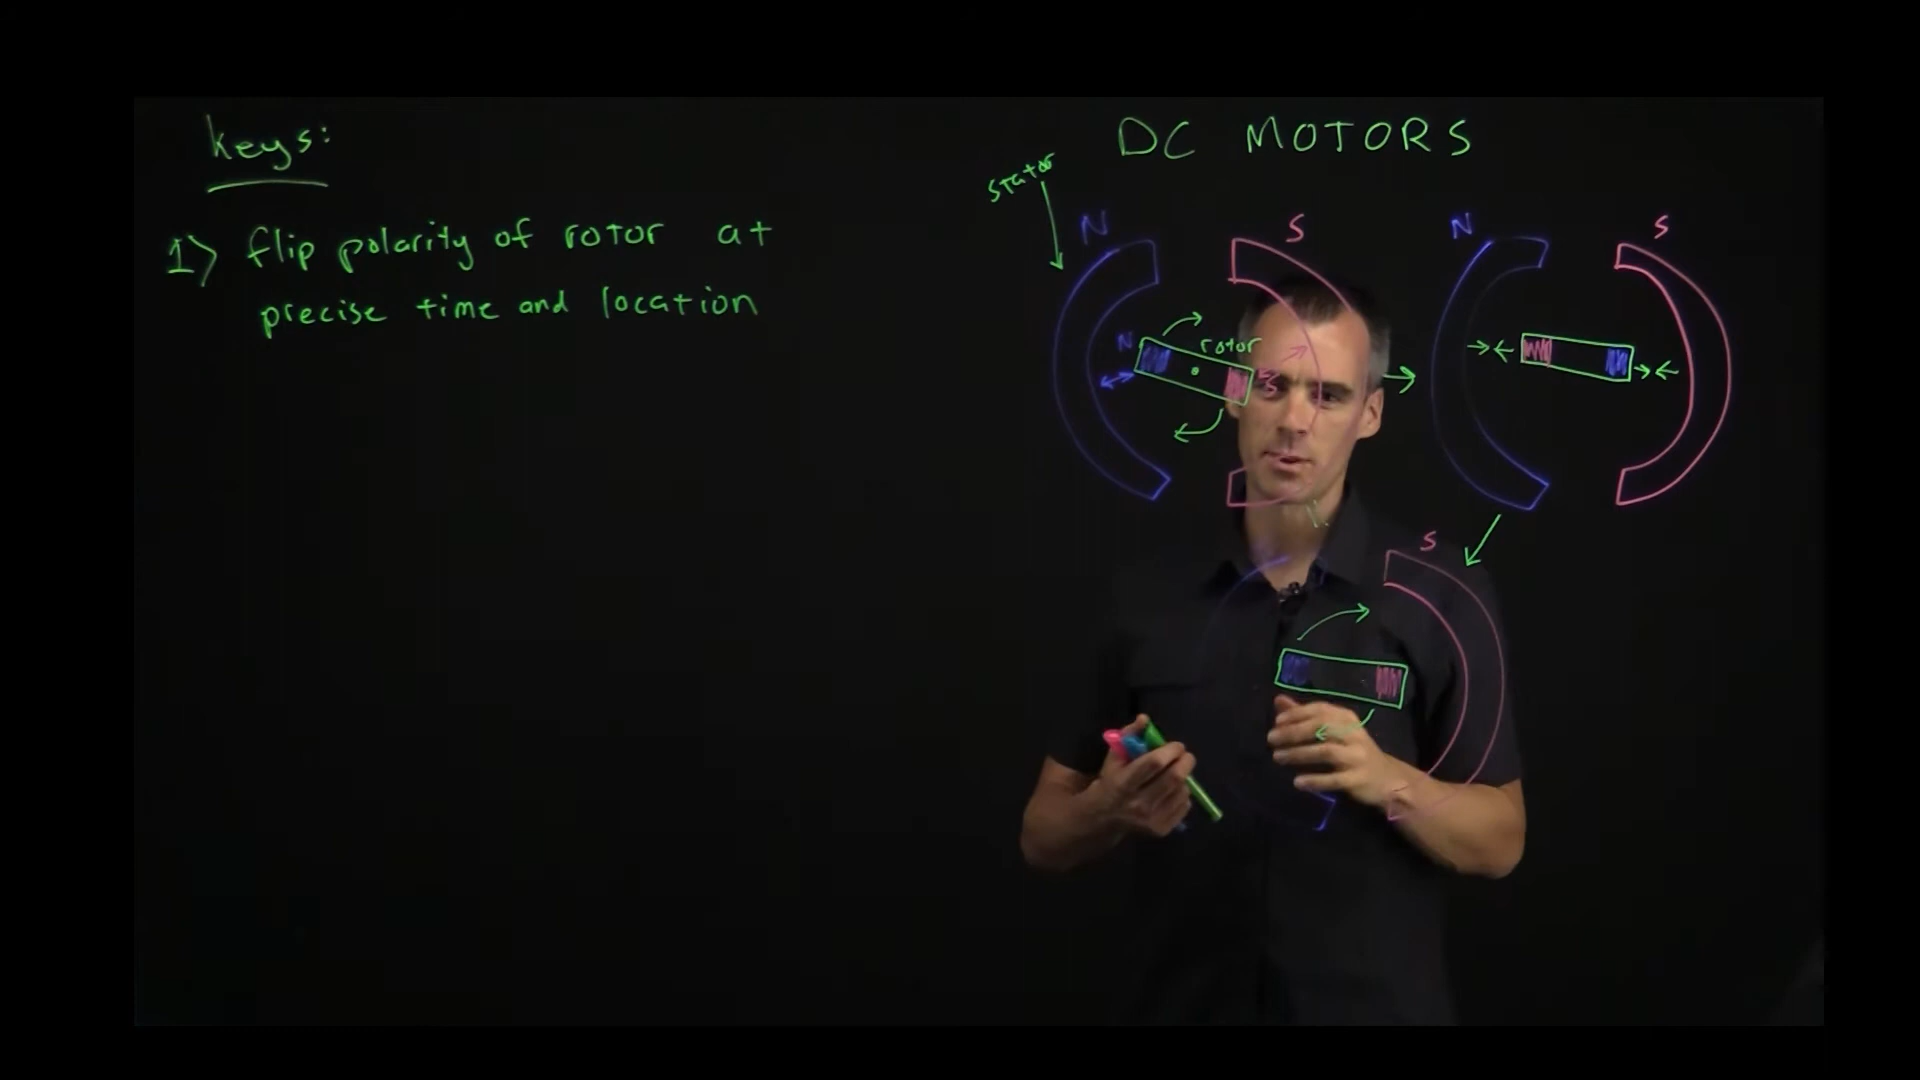 keys:
1) flip polarity of rotor at
precise time and location
DC MOTORS
stator
N
S
N
S
N
rotor
S
S